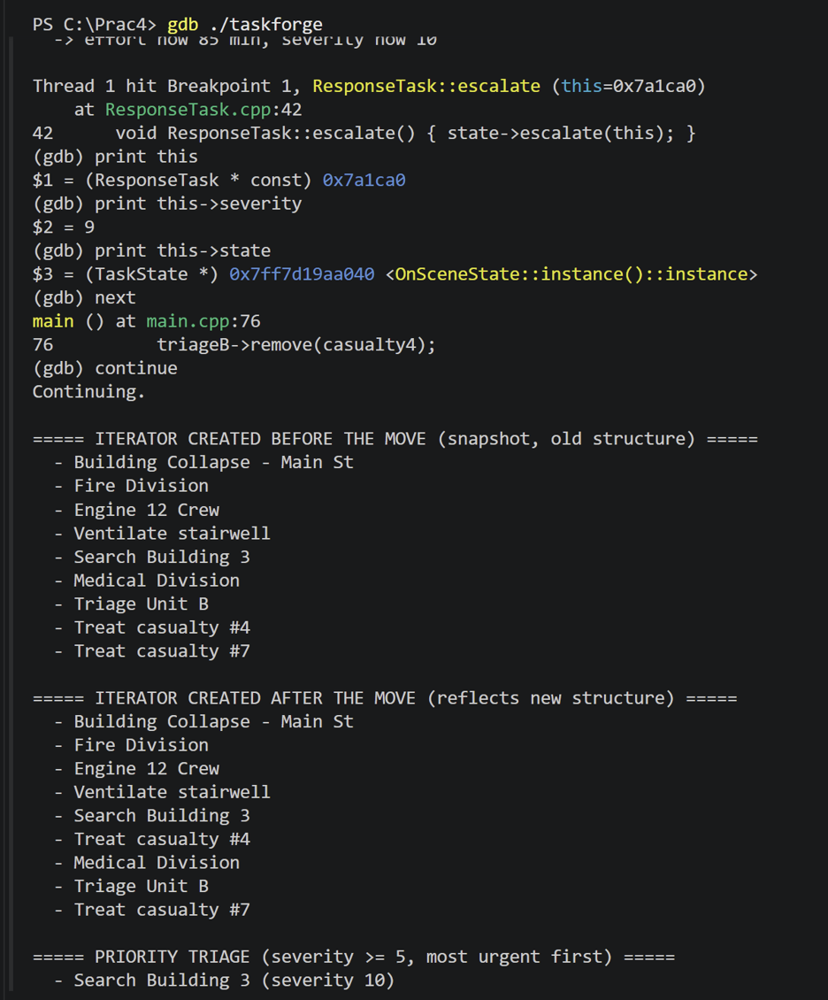 PS C:\Prac4> gdb ./taskforge
-> effort now 85 min, severity now 10
Thread 1 hit Breakpoint 1, ResponseTask::escalate (this=0x7a1ca0)
at ResponseTask.cpp:42
42 void ResponseTask::escalate() { state->escalate(this); }
(gdb) print this
$1 = (ResponseTask * const) 0x7a1ca0
(gdb) print this->severity
$2 = 9
(gdb) print this->state
$3 = (TaskState *) 0x7ff7d19aa040 <OnSceneState::instance()::instance>
(gdb) next
main () at main.cpp:76
76 triageB->remove(casualty4);
(gdb) continue
Continuing.
===== ITERATOR CREATED BEFORE THE MOVE (snapshot, old structure) =====
- Building Collapse - Main St
- Fire Division
- Engine 12 Crew
- Ventilate stairwell
- Search Building 3
- Medical Division
- Triage Unit B
- Treat casualty #4
- Treat casualty #7
===== ITERATOR CREATED AFTER THE MOVE (reflects new structure) =====
- Building Collapse - Main St
- Fire Division
- Engine 12 Crew
- Ventilate stairwell
- Search Building 3
- Treat casualty #4
- Medical Division
- Triage Unit B
- Treat casualty #7
===== PRIORITY TRIAGE (severity >= 5, most urgent first) =====
- Search Building 3 (severity 10)